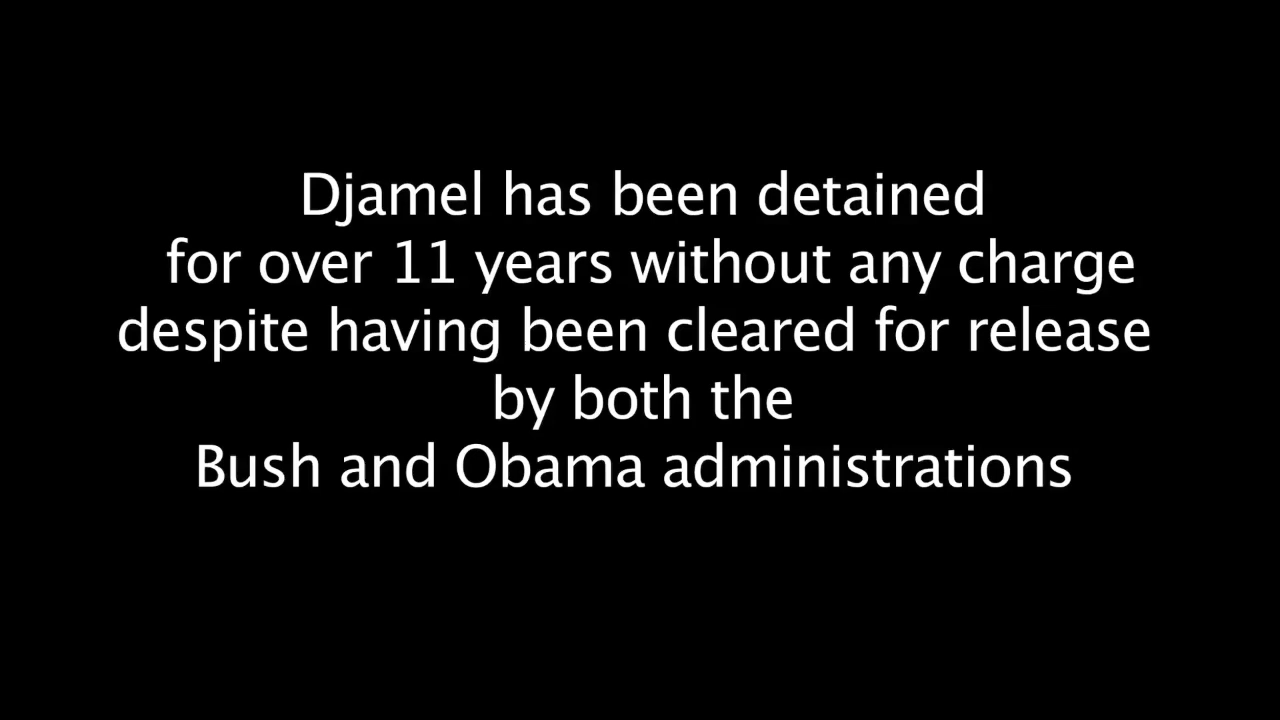 Djamel has been detained
for over 11 years without any charge
despite having been cleared for release
by both the
Bush and Obama administrations